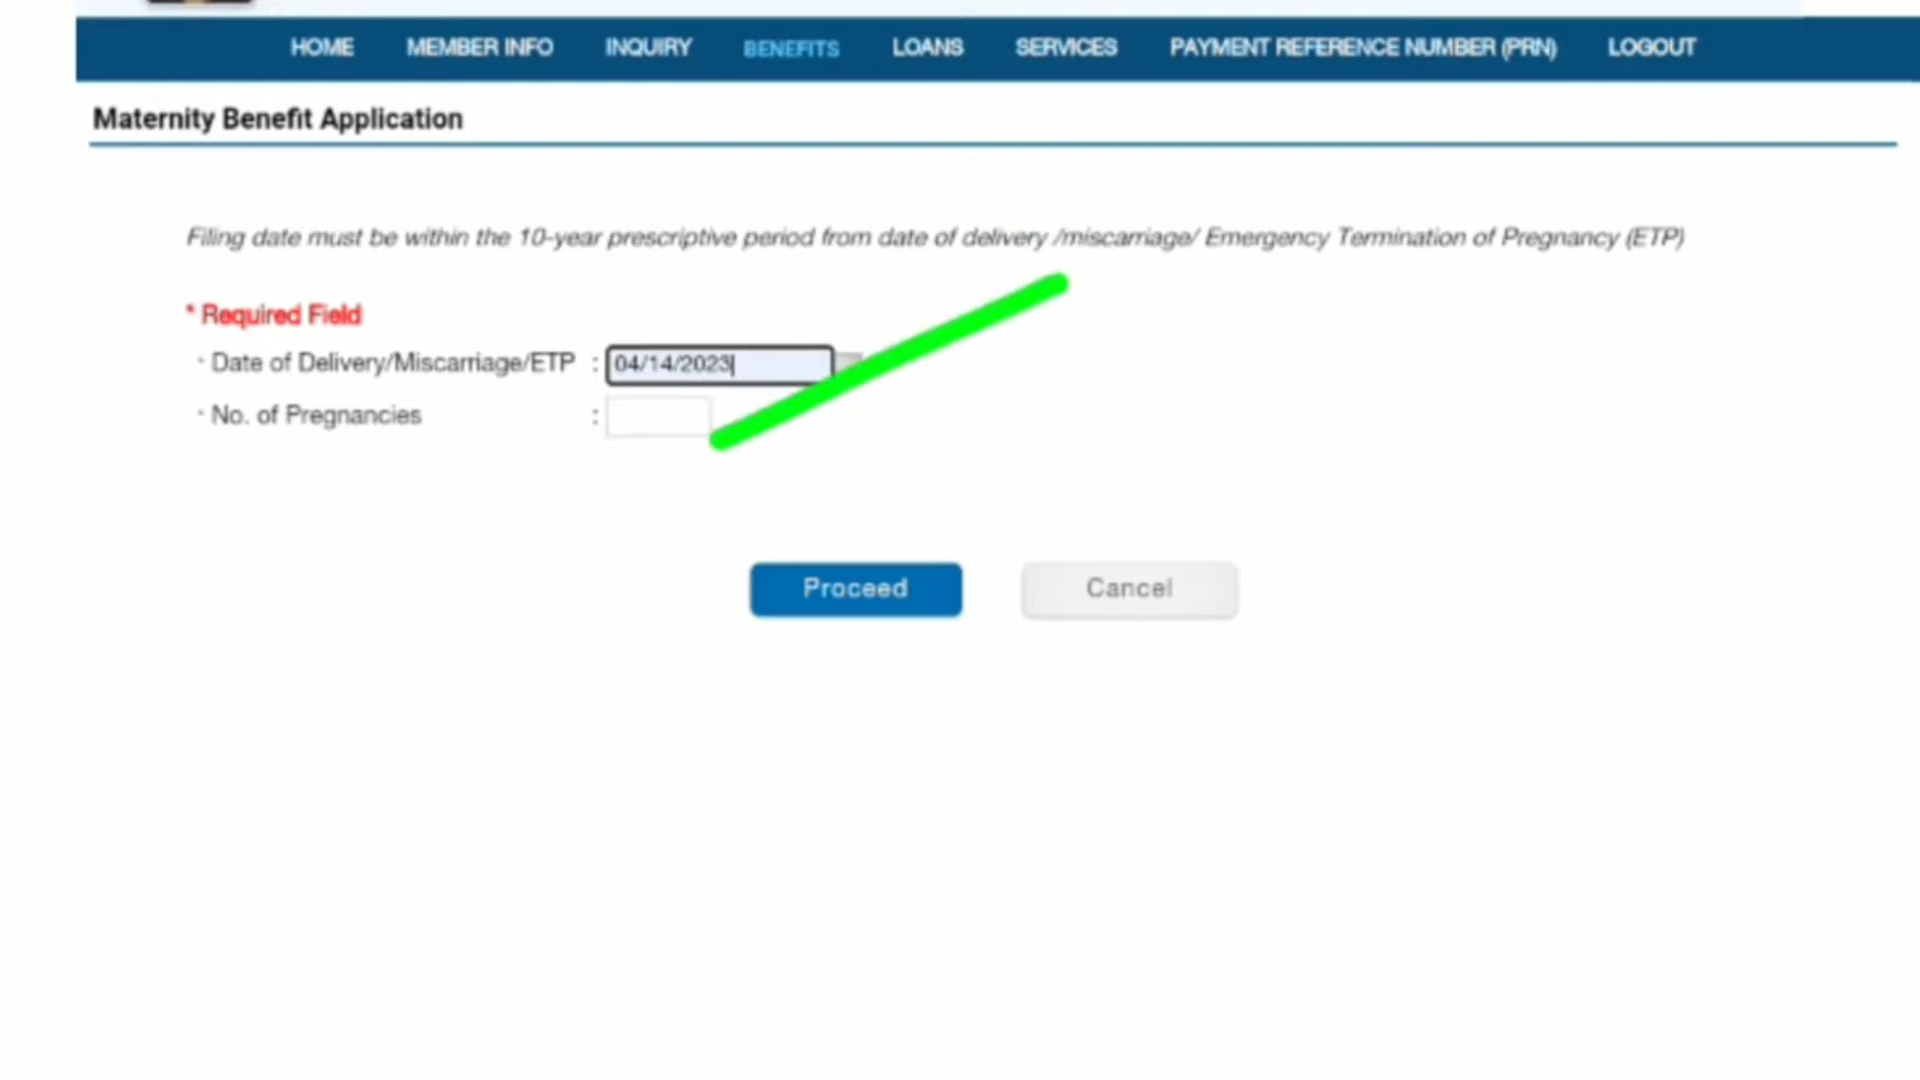 HOME MEMBER INFO INQUIRY BENEFITS LOANS SERVICES PAYMENT REFERENCE NUMBER (PRN) LOGOUT
Maternity Benefit Application
Filing date must be within the 10-year prescriptive period from date of delivery /miscarriage/ Emergency Termination of Pregnancy (ETP)
* Required Field
* Date of Delivery/Miscarriage/ETP : 04/14/2023
* No. of Pregnancies :
Proceed Cancel